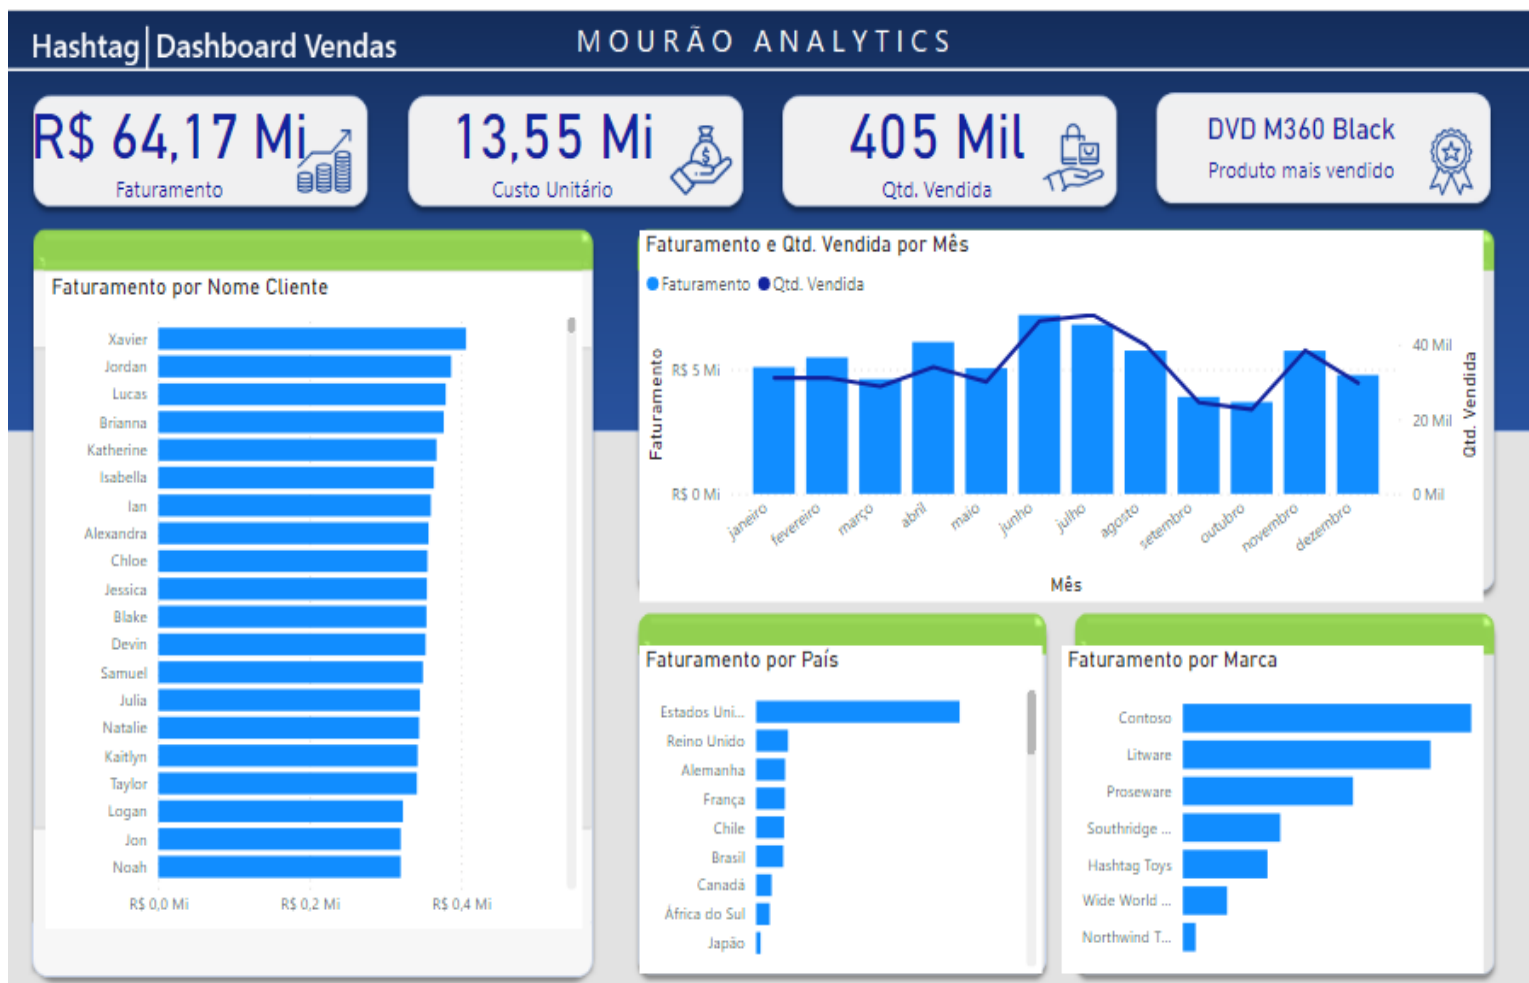 Hashtag|Dashboard Vendas
MOURÃO ANALYTICS
R$ 64,17 Mi
Faturamento
13,55 Mi
Custo Unitário
405 Mil
Qtd. Vendida
DVD M360 Black
Produto mais vendido
Faturamento por Nome Cliente
Xavier
Jordan
Lucas
Brianna
Katherine
Isabella
Ian
Alexandra
Chloe
Jessica
Blake
Devin
Samuel
Julia
Natalie
Kaitlyn
Taylor
Logan
Jon
Noah
R$ 0,0 Mi R$ 0,2 Mi R$ 0,4 Mi
Faturamento e Qtd. Vendida por Mês
Faturamento Qtd. Vendida
Faturamento
R$ 5 Mi
R$ 0 Mi
40 Mil
20 Mil
0 Mil
Qtd. Vendida
janeiro fevereiro março abril maio junho julho agosto setembro outubro novembro dezembro
Mês
Faturamento por País
Estados Uni...
Reino Unido
Alemanha
França
Chile
Brasil
Canadá
África do Sul
Japão
Faturamento por Marca
Contoso
Litware
Proseware
Southridge ...
Hashtag Toys
Wide World ...
Northwind T...